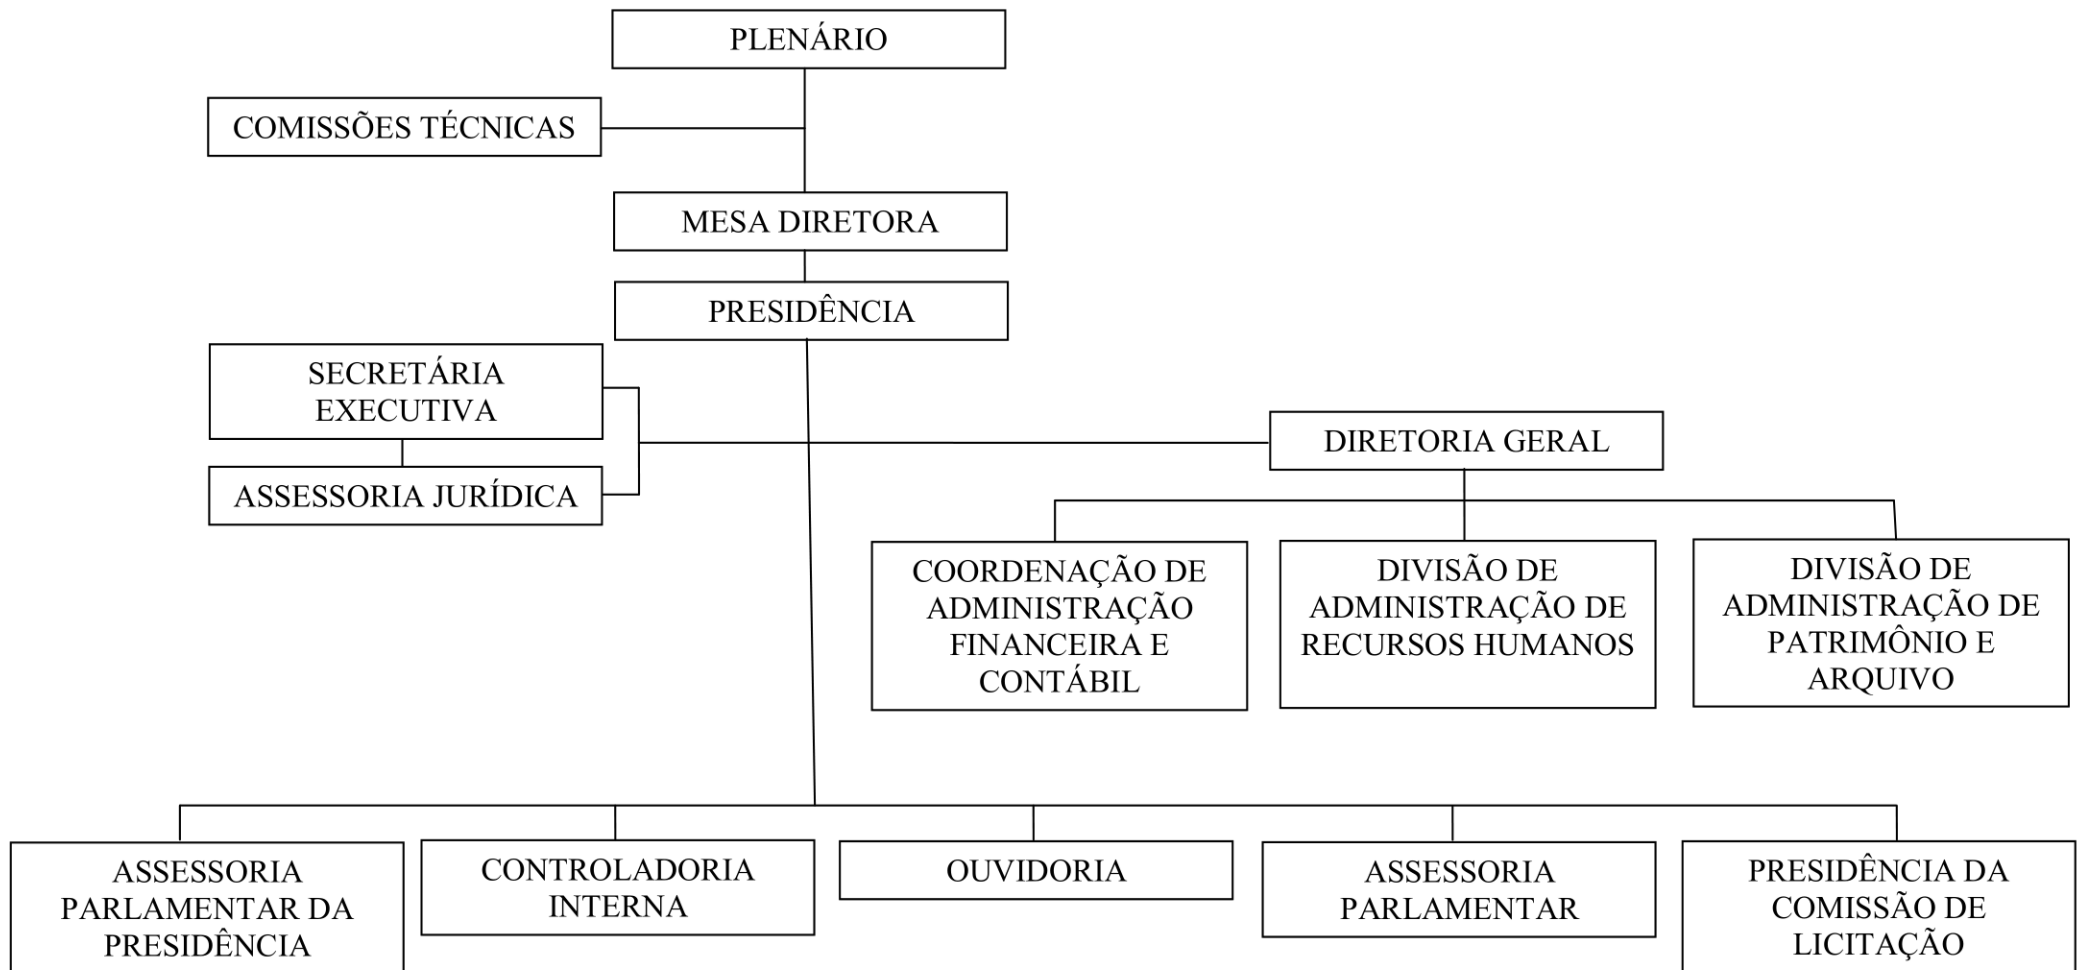 PLENÁRIO
COMISSÕES TÉCNICAS
MESA DIRETORA
PRESIDÊNCIA
SECRETÁRIA
EXECUTIVA
ASSESSORIA JURÍDICA
DIRETORIA GERAL
COORDENAÇÃO DE
ADMINISTRAÇÃO
FINANCEIRA E
CONTÁBIL
DIVISÃO DE
ADMINISTRAÇÃO DE
RECURSOS HUMANOS
DIVISÃO DE
ADMINISTRAÇÃO DE
PATRIMÔNIO E
ARQUIVO
ASSESSORIA
PARLAMENTAR DA
PRESIDÊNCIA
CONTROLADORIA
INTERNA
OUVIDORIA
ASSESSORIA
PARLAMENTAR
PRESIDÊNCIA DA
COMISSÃO DE
LICITAÇÃO